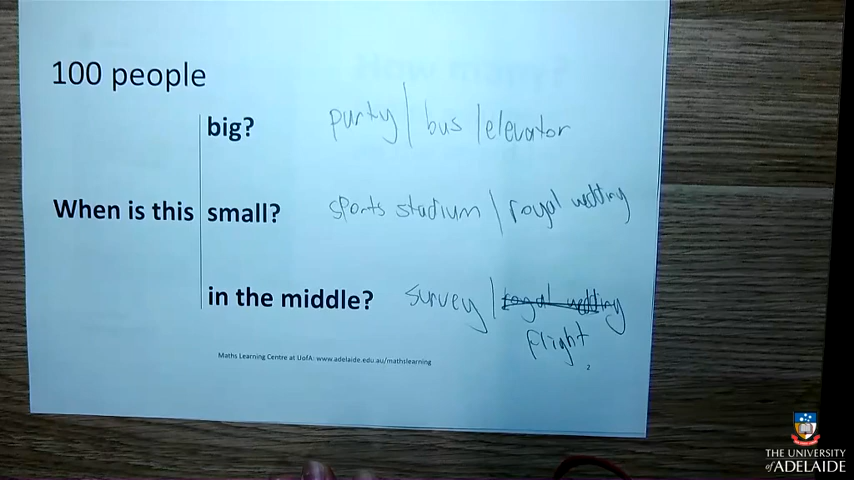 100 people
big? party / bus / elevator
When is this small? sports stadium / royal wedding
in the middle? survey / royal wedding
flight
Maths Learning Centre at UofA: www.adelaide.edu.au/mathslearning
2
THE UNIVERSITY
of ADELAIDE